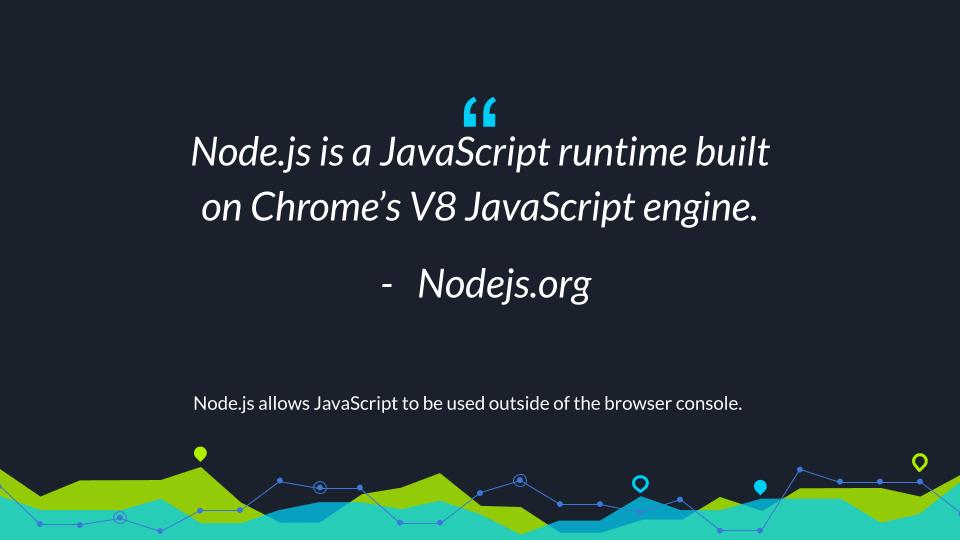 “
Node.js is a JavaScript runtime built
on Chrome’s V8 JavaScript engine.
- Nodejs.org
Node.js allows JavaScript to be used outside of the browser console.